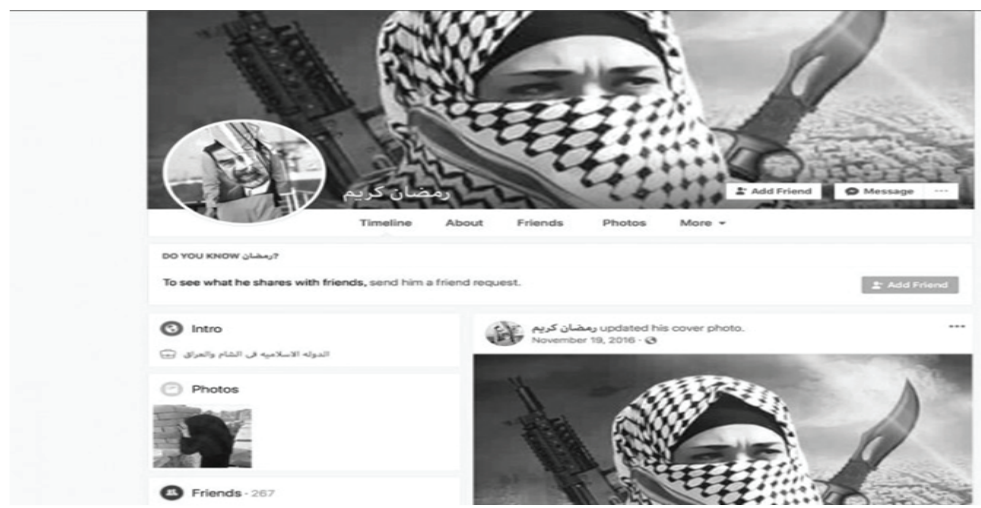 رمضان كريم
Add Friend
Message
Timeline
About
Friends
Photos
More
DO YOU KNOW رمضان?
To see what he shares with friends, send him a friend request.
Add Friend
Intro
الدوله الاسلاميه في الشام والعراق
Photos
Friends · 267
رمضان كريم updated his cover photo.
November 19, 2016 ·